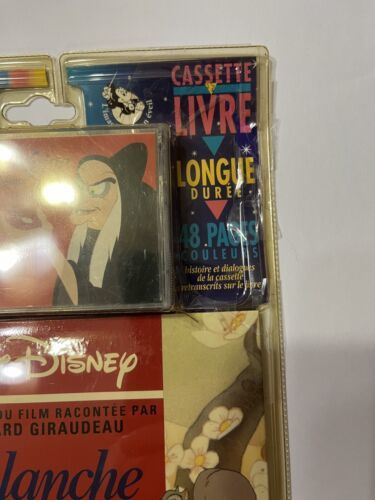 CASSETTE
LIVRE
LONGUE
DURÉE
48 PAGES
COULEURS
histoire et dialogues
de la cassette
retranscrits sur le livre
DISNEY
DU FILM RACONTÉE PAR
ARD GIRAUDEAU
lanche